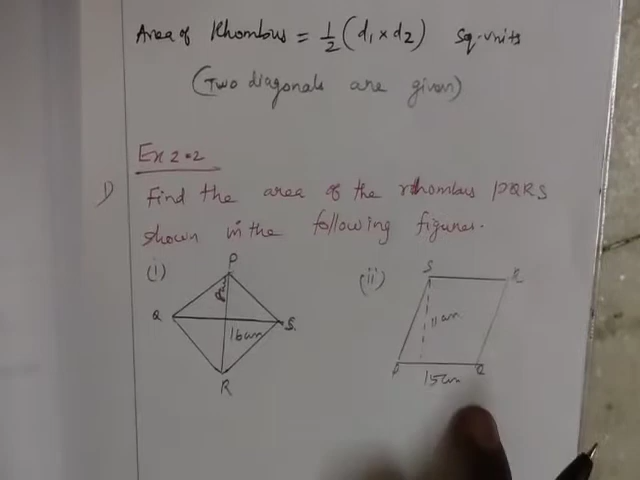 Area of Rhombus = 1/2 (d₁ × d₂) sq.units
(Two diagonals are given)
Ex 2.2
1) Find the area of the rhombus PQRS
shown in the following figures.
(i) (ii)
P S R
Q 16cm S 11cm
R P 15cm Q